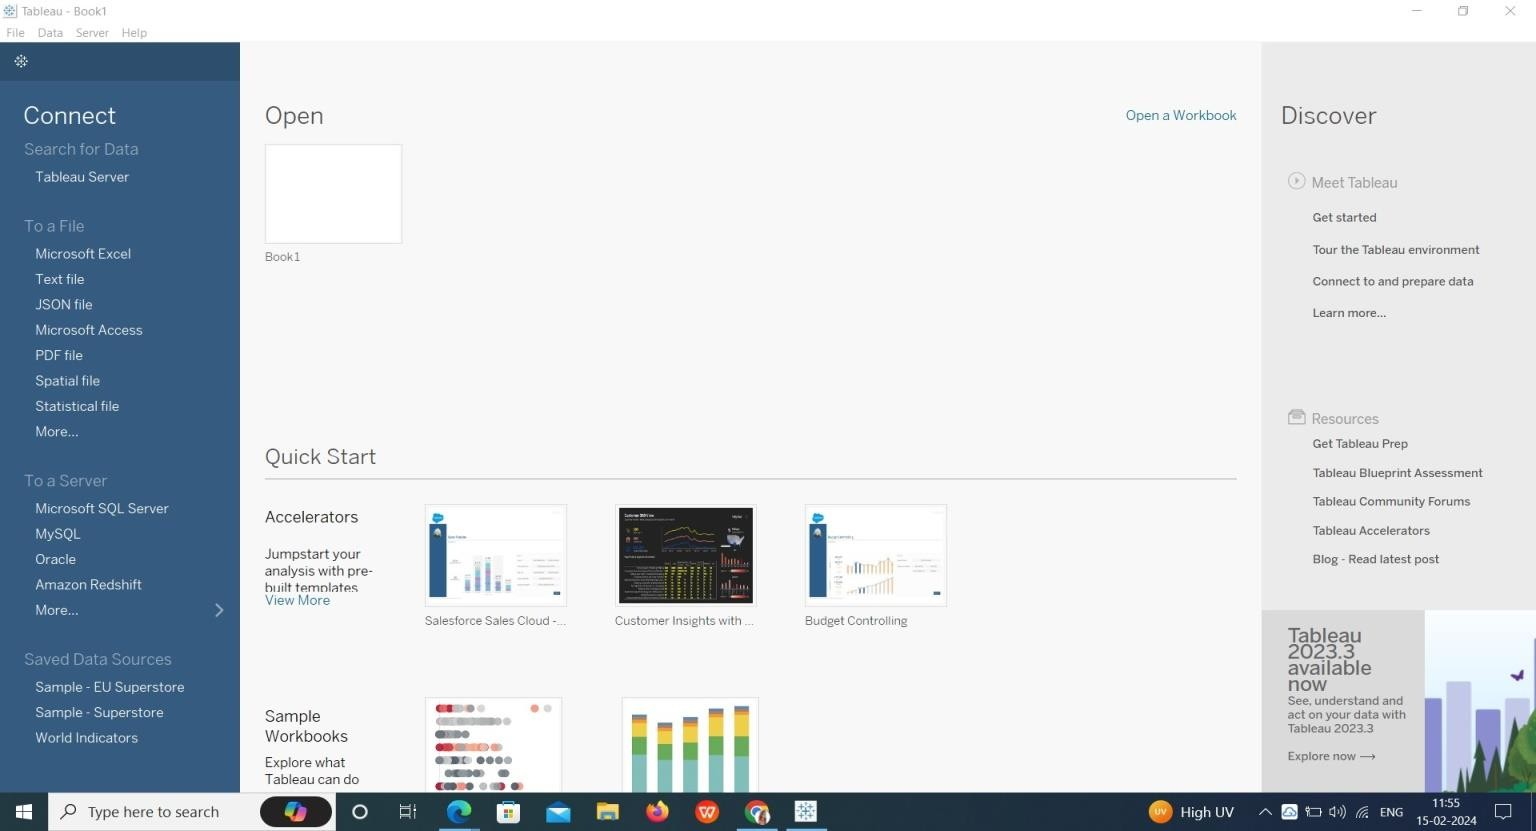 Tableau - Book1
File Data Server Help
Connect
Search for Data
Tableau Server
To a File
Microsoft Excel
Text file
JSON file
Microsoft Access
PDF file
Spatial file
Statistical file
More...
To a Server
Microsoft SQL Server
MySQL
Oracle
Amazon Redshift
More...
Saved Data Sources
Sample - EU Superstore
Sample - Superstore
World Indicators
Open
Open a Workbook
Book1
Quick Start
Accelerators
Jumpstart your
analysis with pre-
built templates
View More
Salesforce Sales Cloud -...
Customer Insights with ...
Budget Controlling
Sample
Workbooks
Explore what
Tableau can do
Discover
Meet Tableau
Get started
Tour the Tableau environment
Connect to and prepare data
Learn more...
Resources
Get Tableau Prep
Tableau Blueprint Assessment
Tableau Community Forums
Tableau Accelerators
Blog - Read latest post
Tableau
2023.3
available
now
See, understand and
act on your data with
Tableau 2023.3
Explore now →
Type here to search
UV
High UV
ENG
11:55
15-02-2024